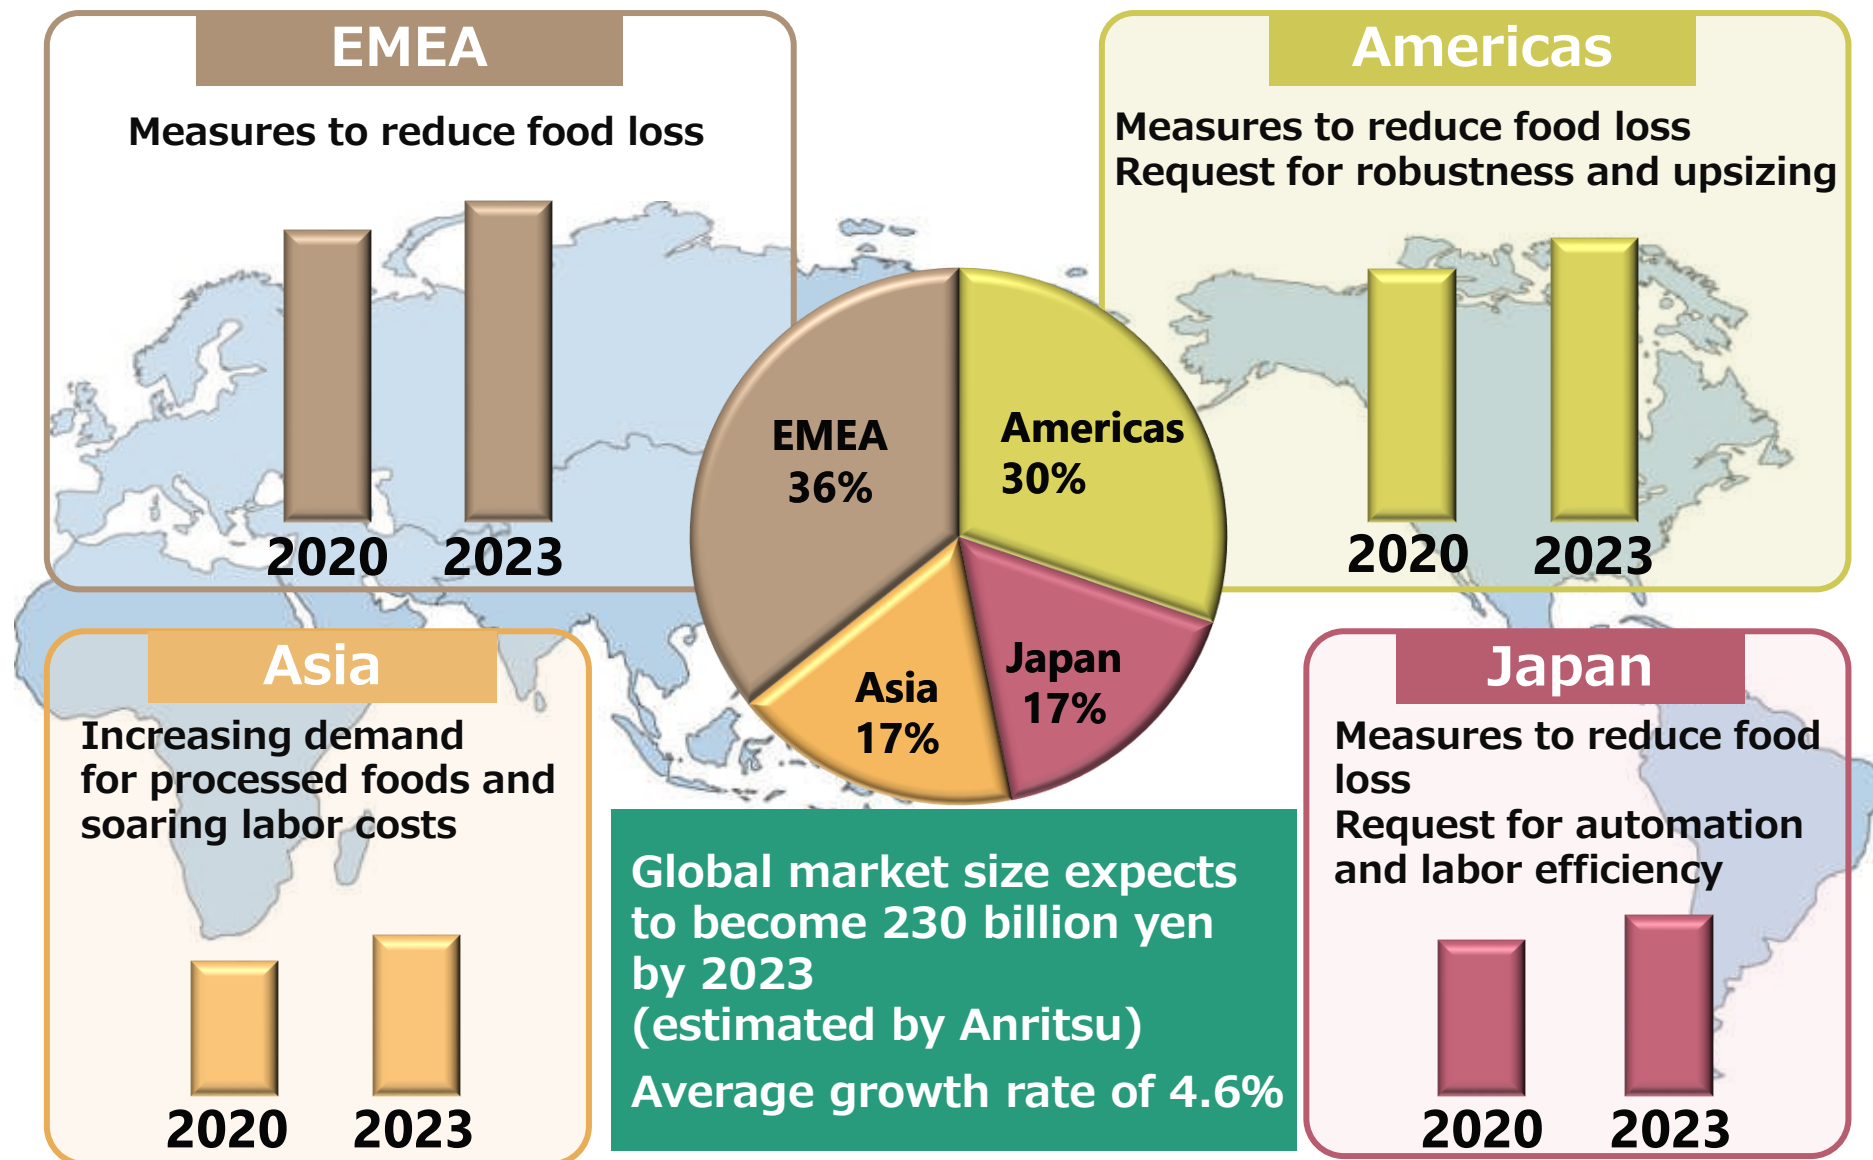 EMEA
Measures to reduce food loss
2020 2023
Americas
Measures to reduce food loss
Request for robustness and upsizing
2020 2023
EMEA
36%
Americas
30%
Asia
17%
Japan
17%
Asia
Increasing demand
for processed foods and
soaring labor costs
2020 2023
Global market size expects
to become 230 billion yen
by 2023
(estimated by Anritsu)
Average growth rate of 4.6%
Japan
Measures to reduce food
loss
Request for automation
and labor efficiency
2020 2023